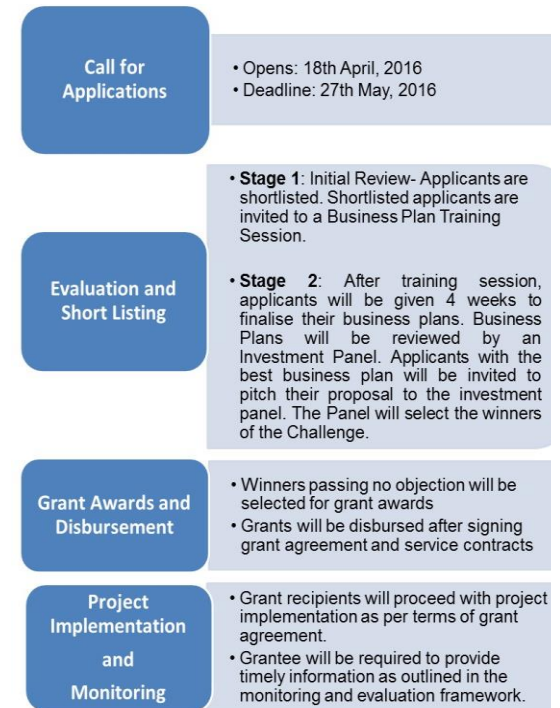 Call for
Applications
• Opens: 18th April, 2016
• Deadline: 27th May, 2016
Evaluation and
Short Listing
• Stage 1: Initial Review- Applicants are
shortlisted. Shortlisted applicants are
invited to a Business Plan Training
Session.
• Stage 2: After training session,
applicants will be given 4 weeks to
finalise their business plans. Business
Plans will be reviewed by an
Investment Panel. Applicants with the
best business plan will be invited to
pitch their proposal to the investment
panel. The Panel will select the winners
of the Challenge.
Grant Awards and
Disbursement
• Winners passing no objection will be
selected for grant awards
• Grants will be disbursed after signing
grant agreement and service contracts
Project
Implementation
and
Monitoring
• Grant recipients will proceed with project
implementation as per terms of grant
agreement.
• Grantee will be required to provide
timely information as outlined in the
monitoring and evaluation framework.